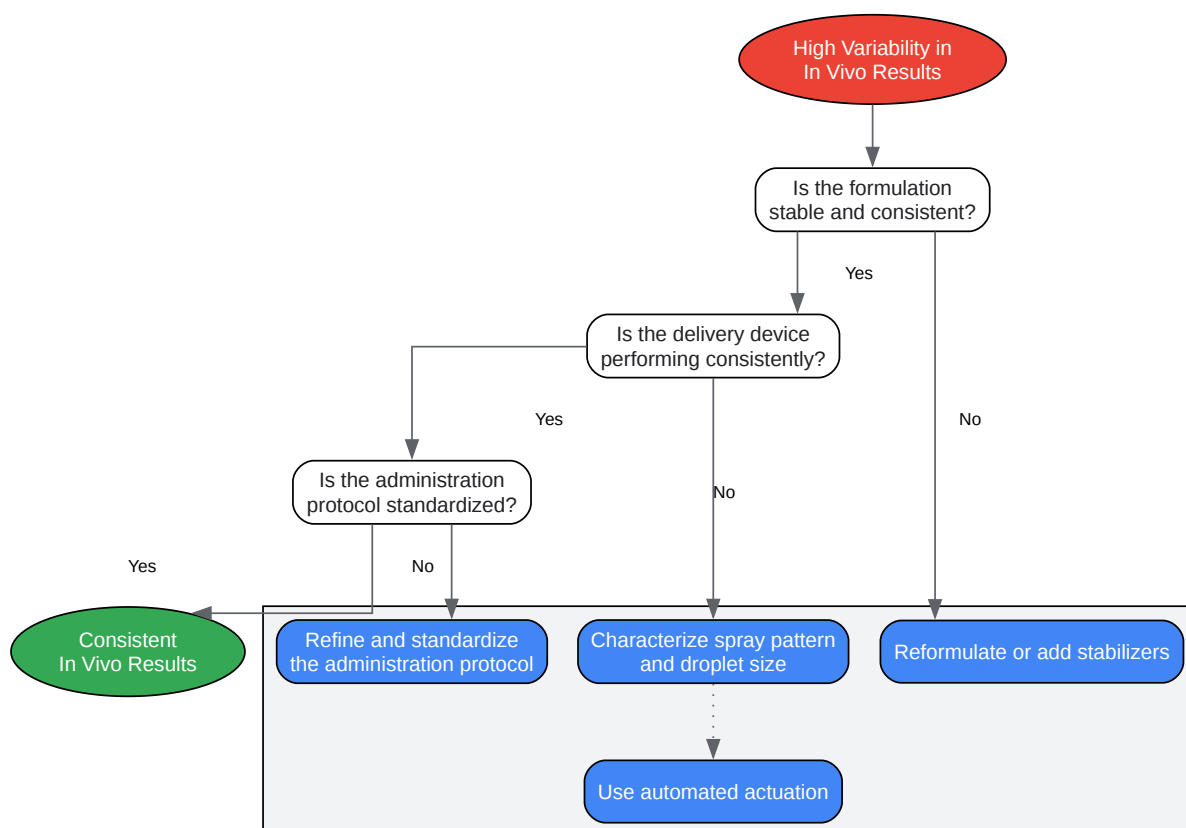 High Variability in
In Vivo Results
Is the formulation
stable and consistent?
Yes
Is the delivery device
performing consistently?
Yes
No
Is the administration
protocol standardized?
No
Yes
No
Consistent
In Vivo Results
Refine and standardize
the administration protocol
Characterize spray pattern
and droplet size
Reformulate or add stabilizers
Use automated actuation